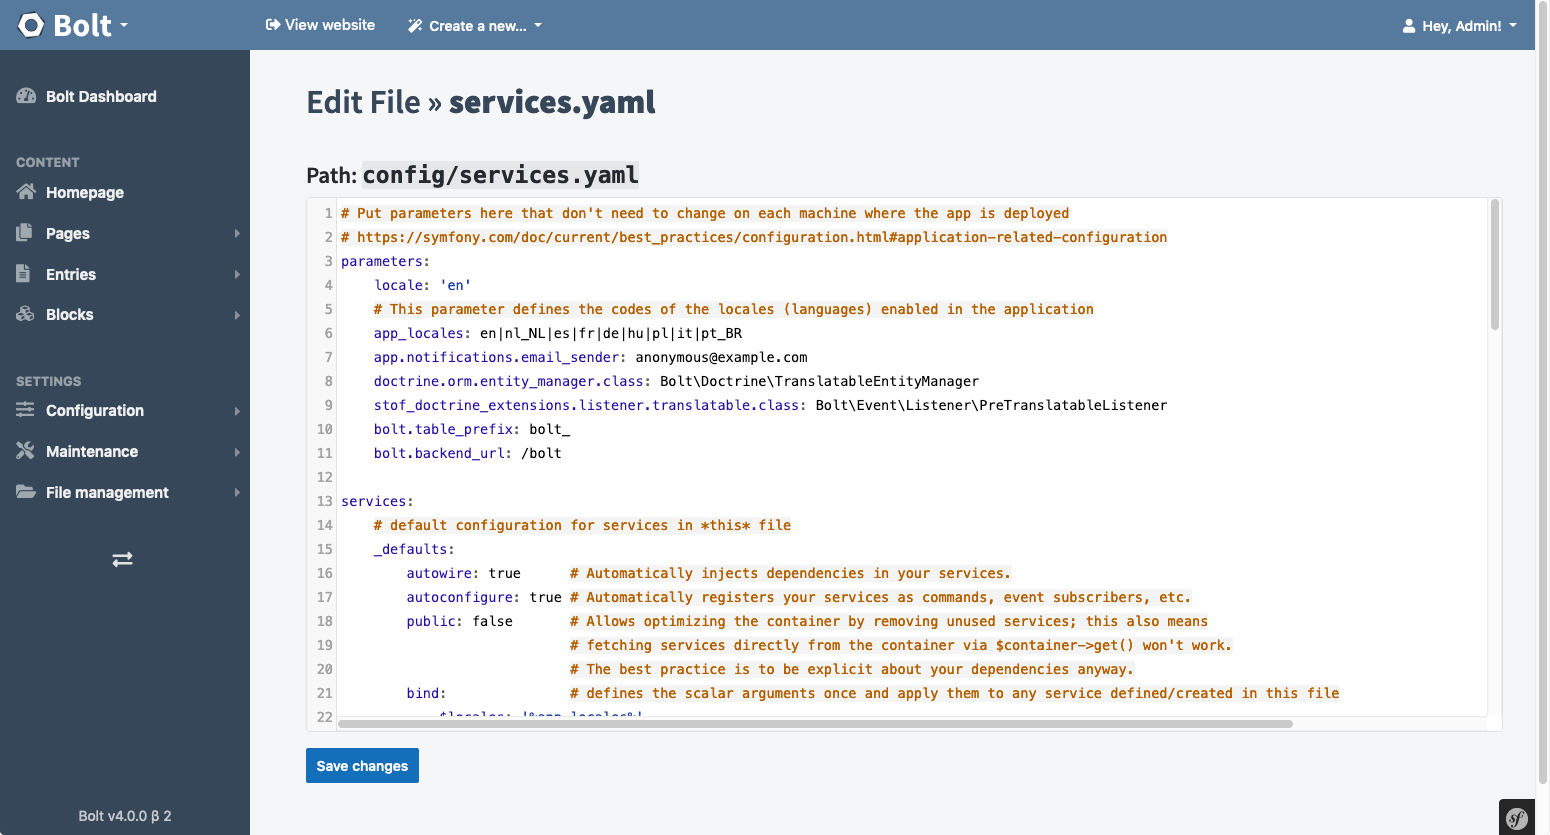 Bolt
View website
Create a new...
Hey, Admin!
Bolt Dashboard
CONTENT
Homepage
Pages
Entries
Blocks
SETTINGS
Configuration
Maintenance
File management
Bolt v4.0.0 β 2
Edit File » services.yaml
Path: config/services.yaml
1 # Put parameters here that don't need to change on each machine where the app is deployed
2 # https://symfony.com/doc/current/best_practices/configuration.html#application-related-configuration
3 parameters:
4     locale: 'en'
5     # This parameter defines the codes of the locales (languages) enabled in the application
6     app_locales: en|nl_NL|es|fr|de|hu|pl|it|pt_BR
7     app.notifications.email_sender: anonymous@example.com
8     doctrine.orm.entity_manager.class: Bolt\Doctrine\TranslatableEntityManager
9     stof_doctrine_extensions.listener.translatable.class: Bolt\Event\Listener\PreTranslatableListener
10     bolt.table_prefix: bolt_
11     bolt.backend_url: /bolt
12
13 services:
14     # default configuration for services in *this* file
15     _defaults:
16         autowire: true      # Automatically injects dependencies in your services.
17         autoconfigure: true # Automatically registers your services as commands, event subscribers, etc.
18         public: false       # Allows optimizing the container by removing unused services; this also means
19                             # fetching services directly from the container via $container->get() won't work.
20                             # The best practice is to be explicit about your dependencies anyway.
21         bind:               # defines the scalar arguments once and apply them to any service defined/created in this file
22             $locales: '%app_locales%'
Save changes
sf